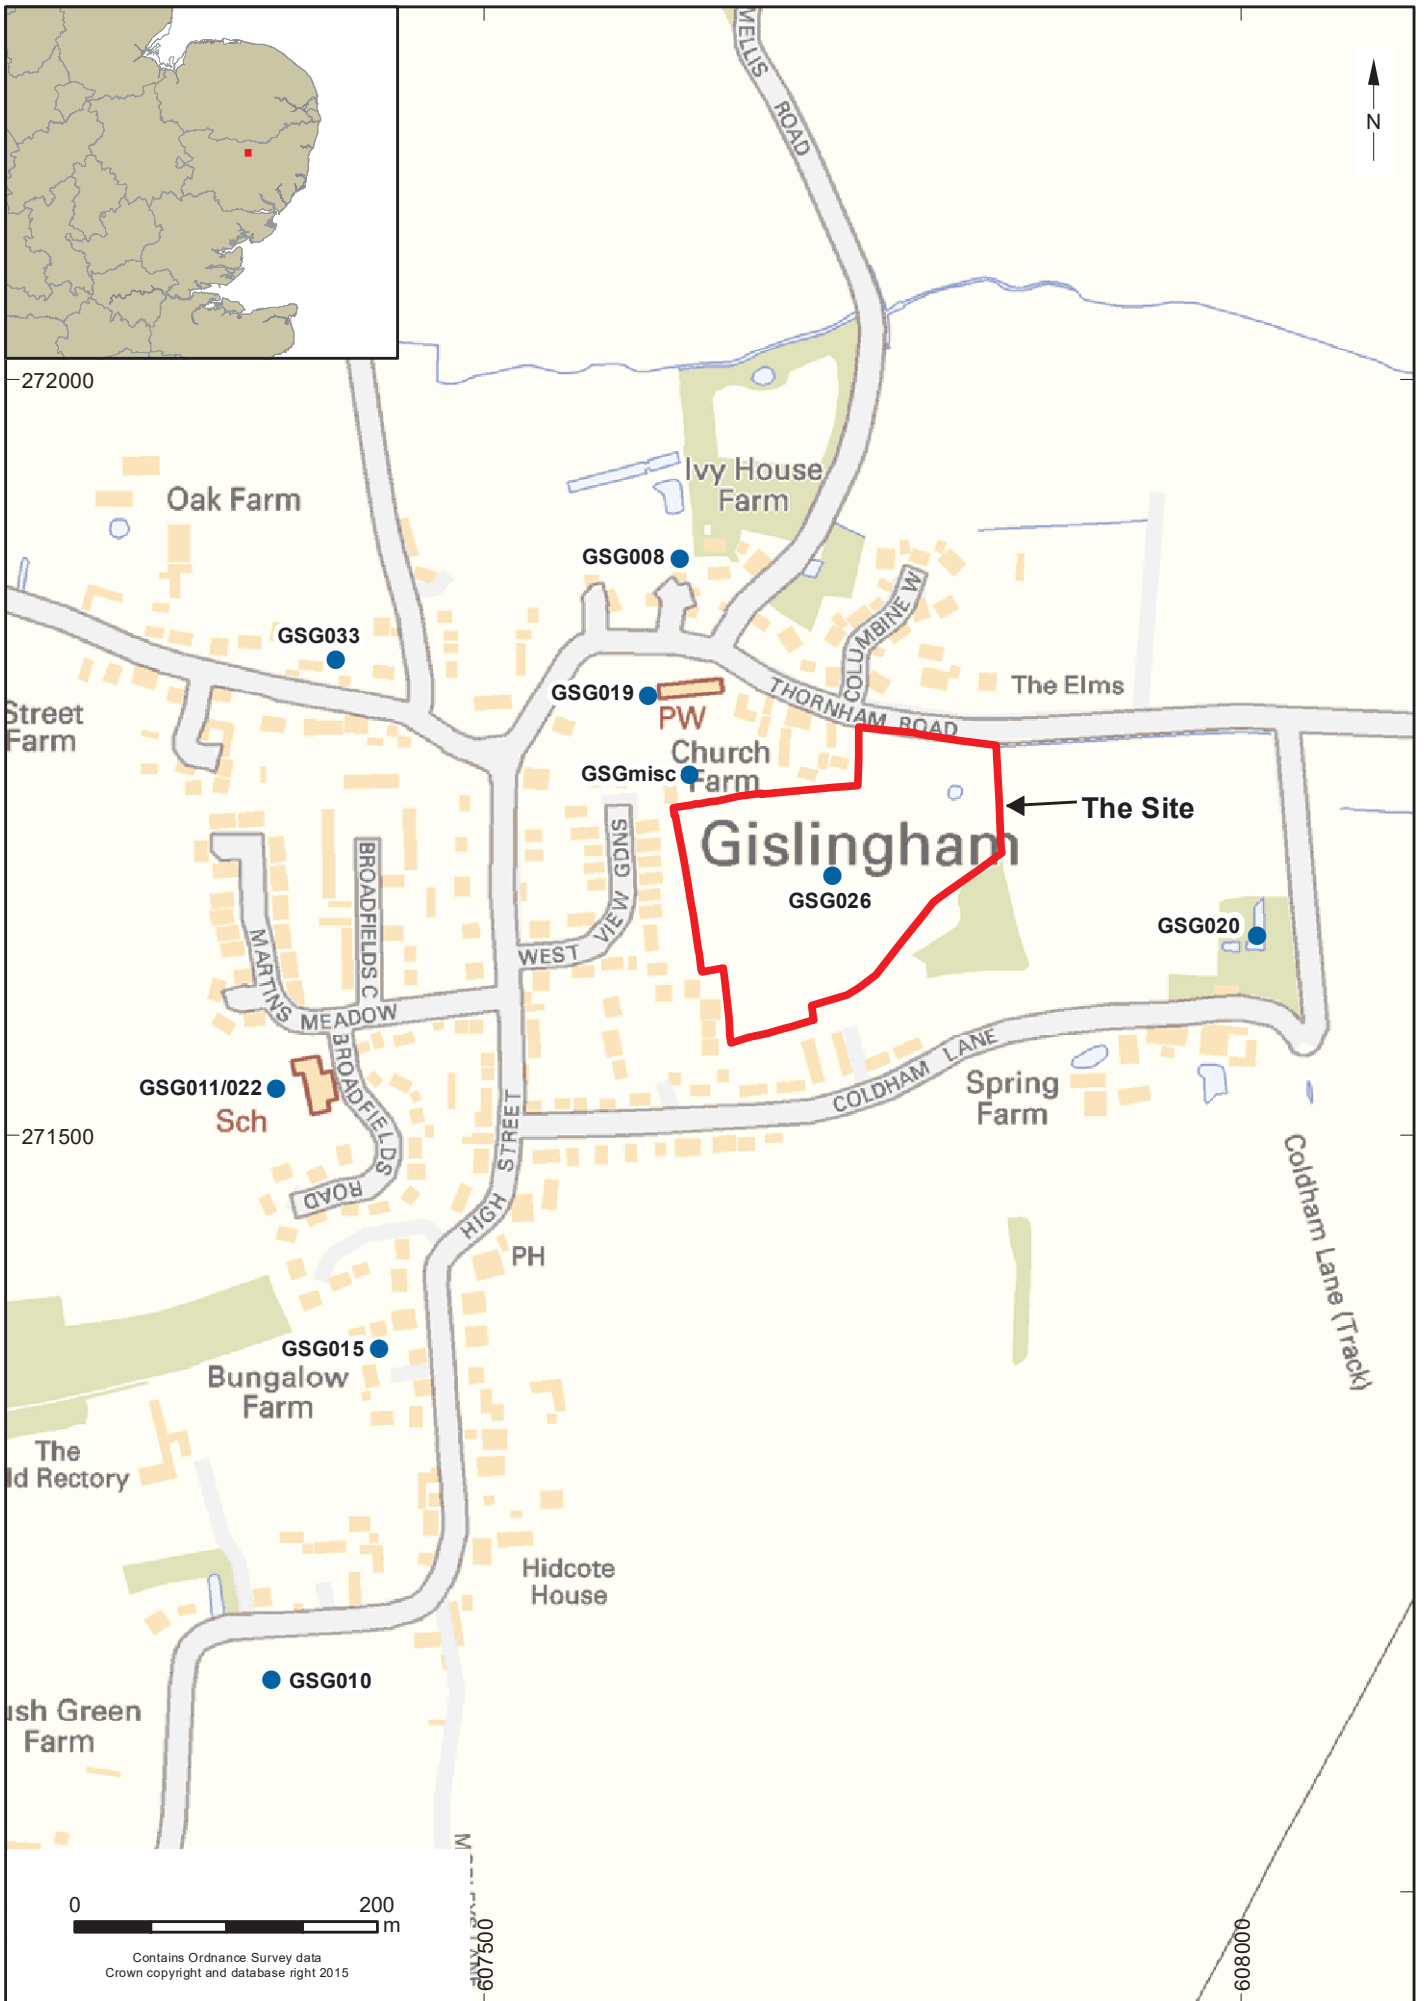 MELLIS ROAD
N
272000
Ivy House
Farm
Oak Farm
GSG008
COLUMBINE W
GSG033
The Elms
GSG019
THORNHAM ROAD
PW
Street
Farm
Church
Farm
GSGmisc
The Site
Gislingham
GSG026
WEST VIEW GDNS
BROADFIELDS C
GSG020
MARTINS MEADOW
COLDHAM LANE
BROADFIELDS ROAD
GSG011/022
Sch
Spring
Farm
271500
HIGH STREET
Coldham Lane (Track)
PH
GSG015
Bungalow
Farm
The
ld Rectory
Hidcote
House
GSG010
ush Green
Farm
0 200
m
Contains Ordnance Survey data
Crown copyright and database right 2015
607500
608000